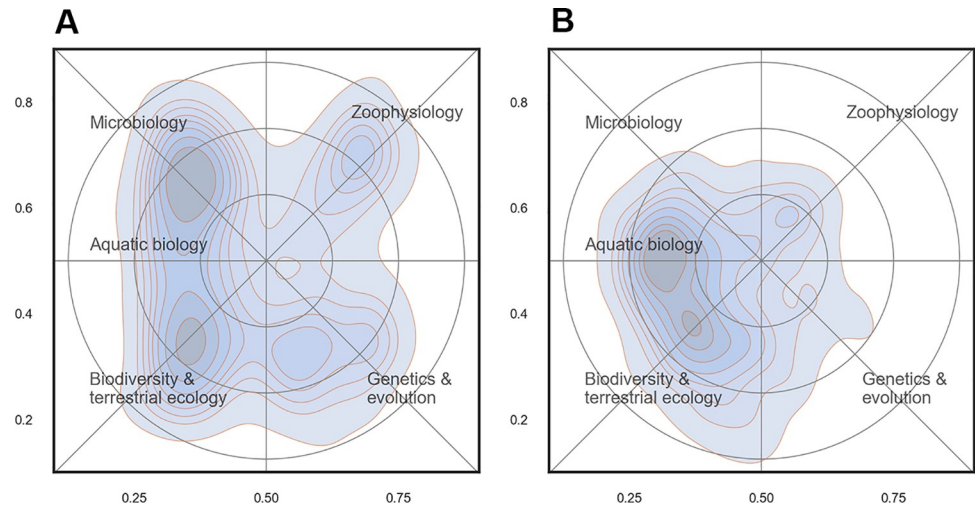 A
B
0.8
Microbiology
Zoophysiology
0.6
Aquatic biology
0.4
Biodiversity &
terrestrial ecology
Genetics &
evolution
0.2
0.25
0.50
0.75
0.8
Microbiology
Zoophysiology
0.6
Aquatic biology
0.4
Biodiversity &
terrestrial ecology
Genetics &
evolution
0.2
0.25
0.50
0.75